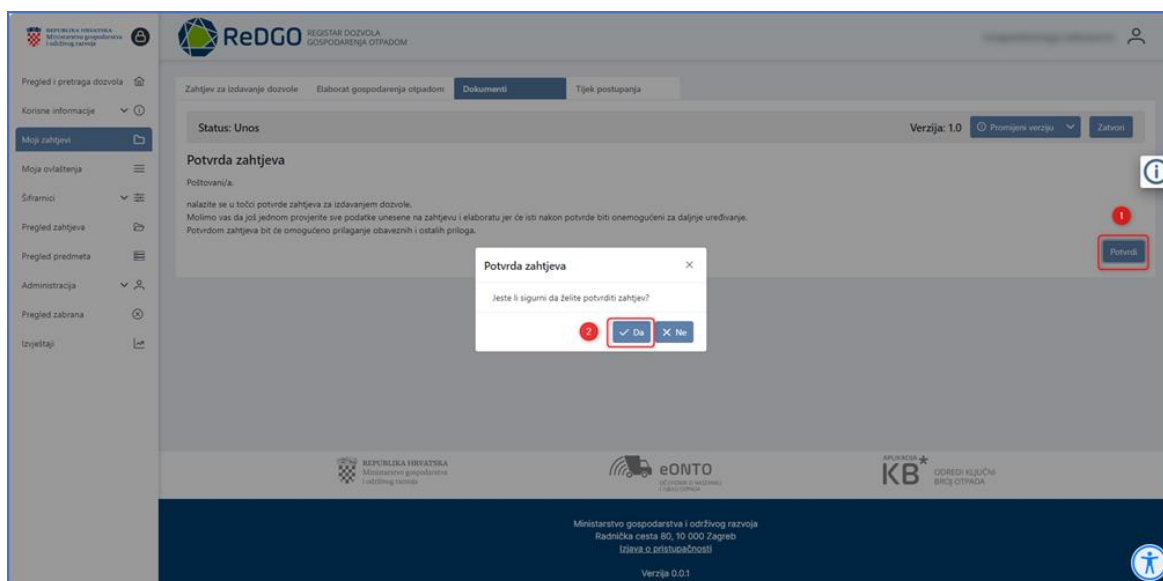 REPUBLIKA HRVATSKA
Ministarstvo gospodarstva
i održivog razvoja
ReDGO
REGISTAR DOZVOLA
GOSPODARENJA OTPADOM
Pregled i pretraga dozvola
Korisne informacije
Moji zahtjevi
Moja ovlaštenja
Šifrarnici
Pregled zahtjeva
Pregled predmeta
Administracija
Pregled zabrana
Izvještaji
Zahtjev za izdavanje dozvole
Elaborat gospodarenja otpadom
Dokumenti
Tijek postupanja
Status: Unos
Verzija: 1.0
Promijeni verziju
Zatvori
Potvrda zahtjeva
Poštovani/a,
nalazite se u točci potvrde zahtjeva za izdavanjem dozvole.
Molimo vas da još jednom provjerite sve podatke unesene na zahtjevu i elaboratu jer će isti nakon potvrde biti onemogućeni za daljnje uređivanje.
Potvrdom zahtjeva bit će omogućeno prilaganje obaveznih i ostalih priloga.
1
Potvrdi
Potvrda zahtjeva
Jeste li sigurni da želite potvrditi zahtjev?
2
Da
Ne
REPUBLIKA HRVATSKA
Ministarstvo gospodarstva
i održivog razvoja
eONTO
APLIKACIJA
KB
ODREDI KLJUČNI
BROJ OTPADA
Ministarstvo gospodarstva i održivog razvoja
Radnička cesta 80, 10 000 Zagreb
Izjava o pristupačnosti
Verzija 0.0.1